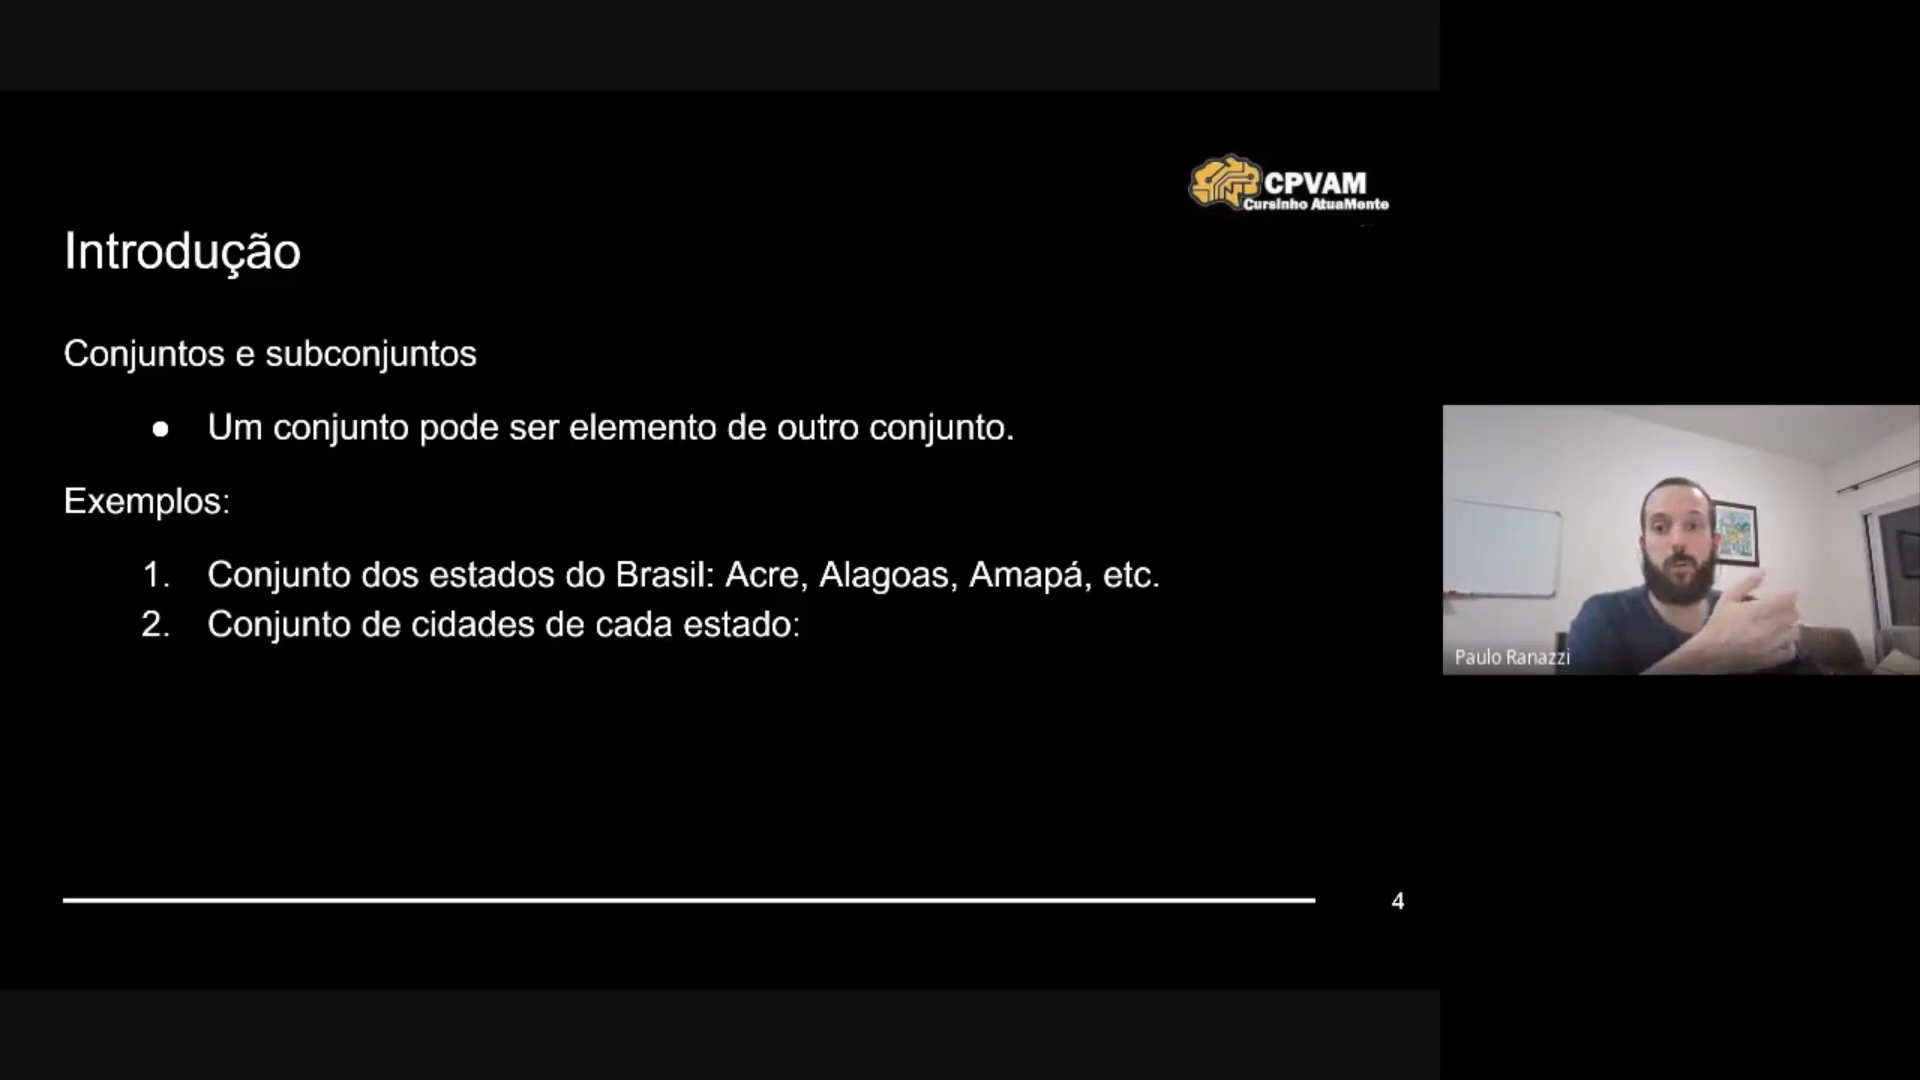 CPVAM
Cursinho AtuaMente
Introdução
Conjuntos e subconjuntos
● Um conjunto pode ser elemento de outro conjunto.
Exemplos:
1. Conjunto dos estados do Brasil: Acre, Alagoas, Amapá, etc.
2. Conjunto de cidades de cada estado:
Paulo Ranazzi
4